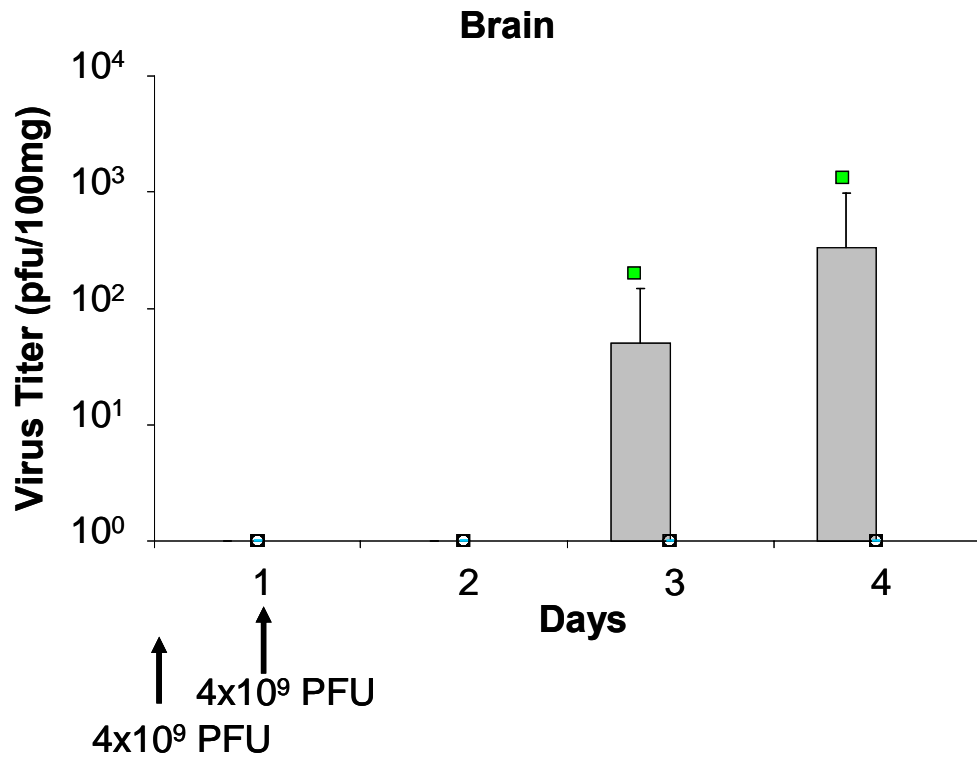 Brain
Virus Titer (pfu/100mg)
10⁴
10³
10²
10¹
10⁰
1 2 3 4
Days
4x10⁹ PFU
4x10⁹ PFU